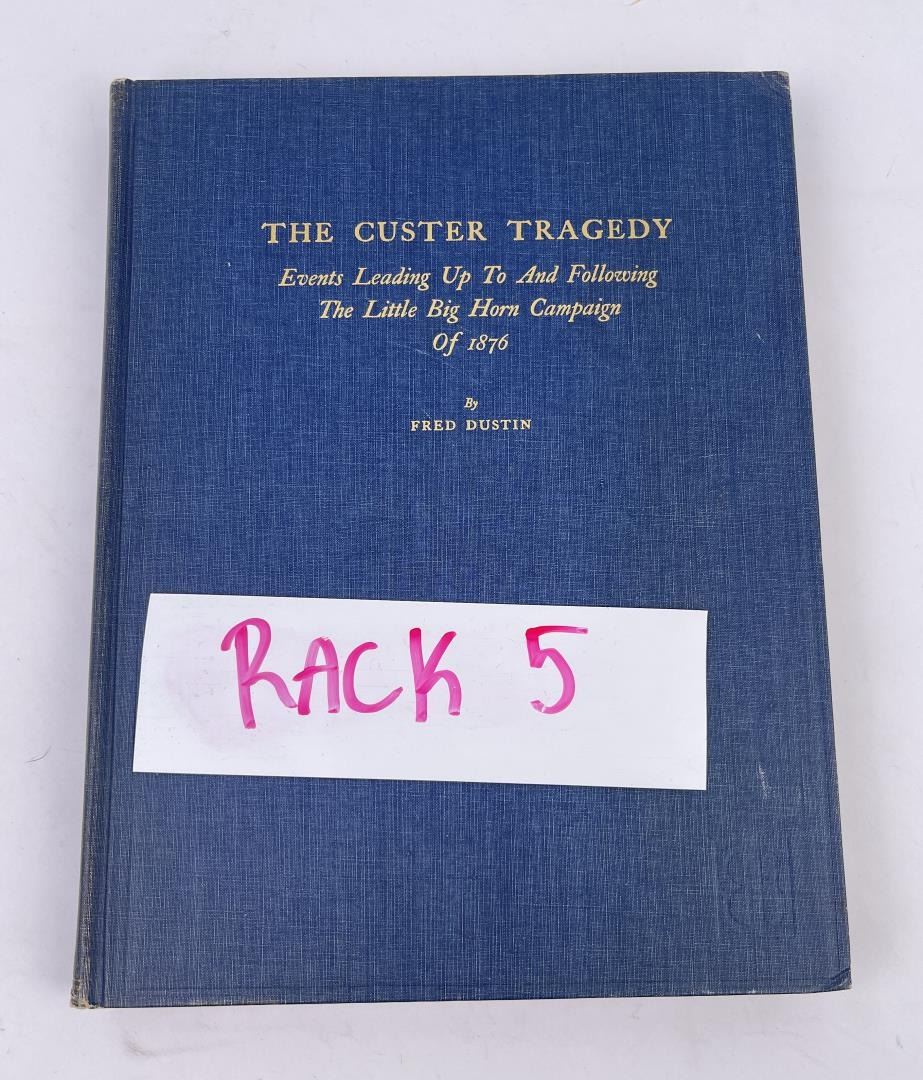 THE CUSTER TRAGEDY
Events Leading Up To And Following
The Little Big Horn Campaign
Of 1876
By
FRED DUSTIN
RACK 5